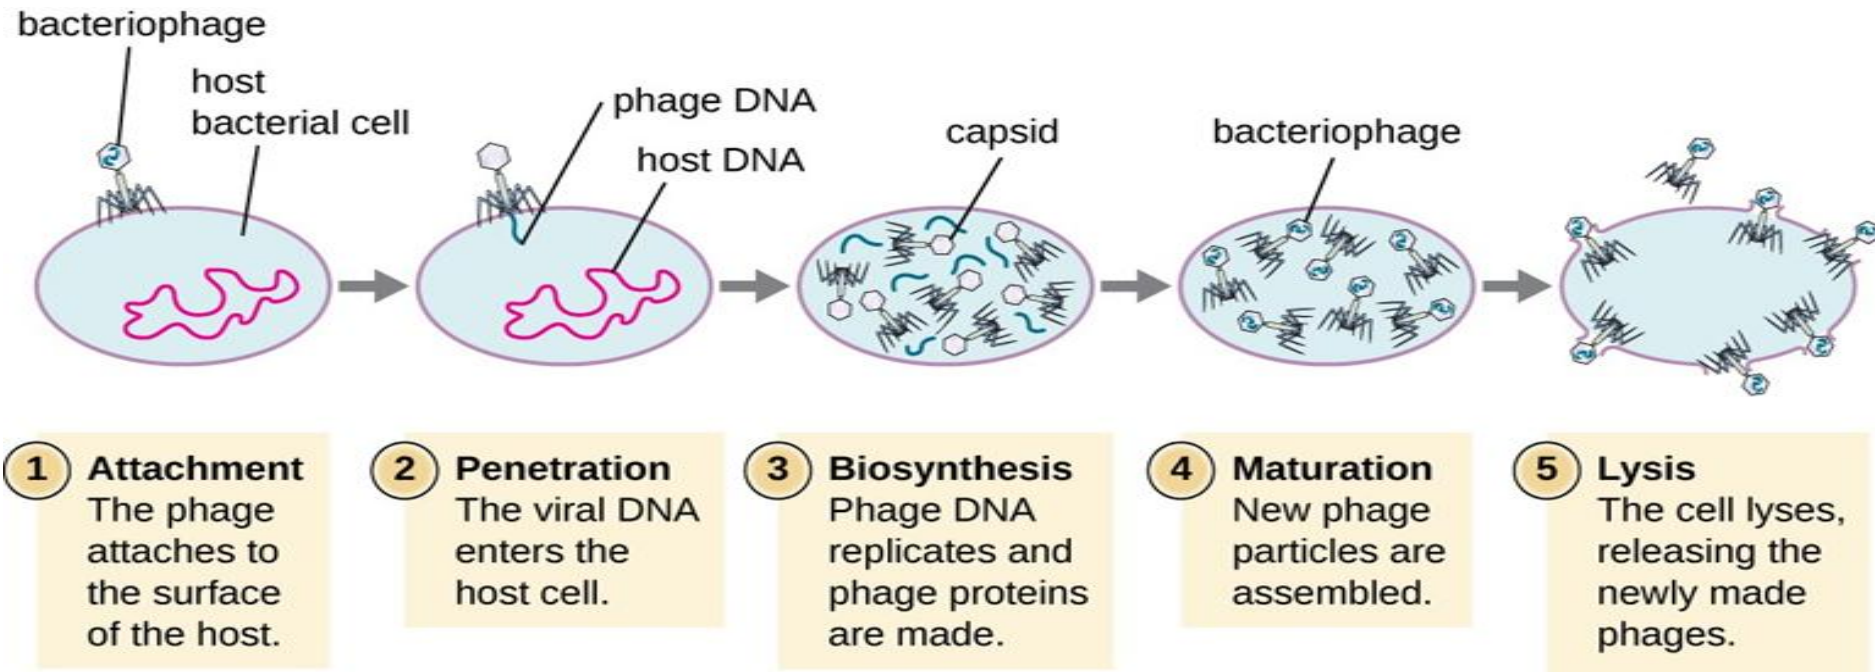 bacteriophage
host
bacterial cell
phage DNA
host DNA
capsid
bacteriophage
1 Attachment
The phage
attaches to
the surface
of the host.
2 Penetration
The viral DNA
enters the
host cell.
3 Biosynthesis
Phage DNA
replicates and
phage proteins
are made.
4 Maturation
New phage
particles are
assembled.
5 Lysis
The cell lyses,
releasing the
newly made
phages.